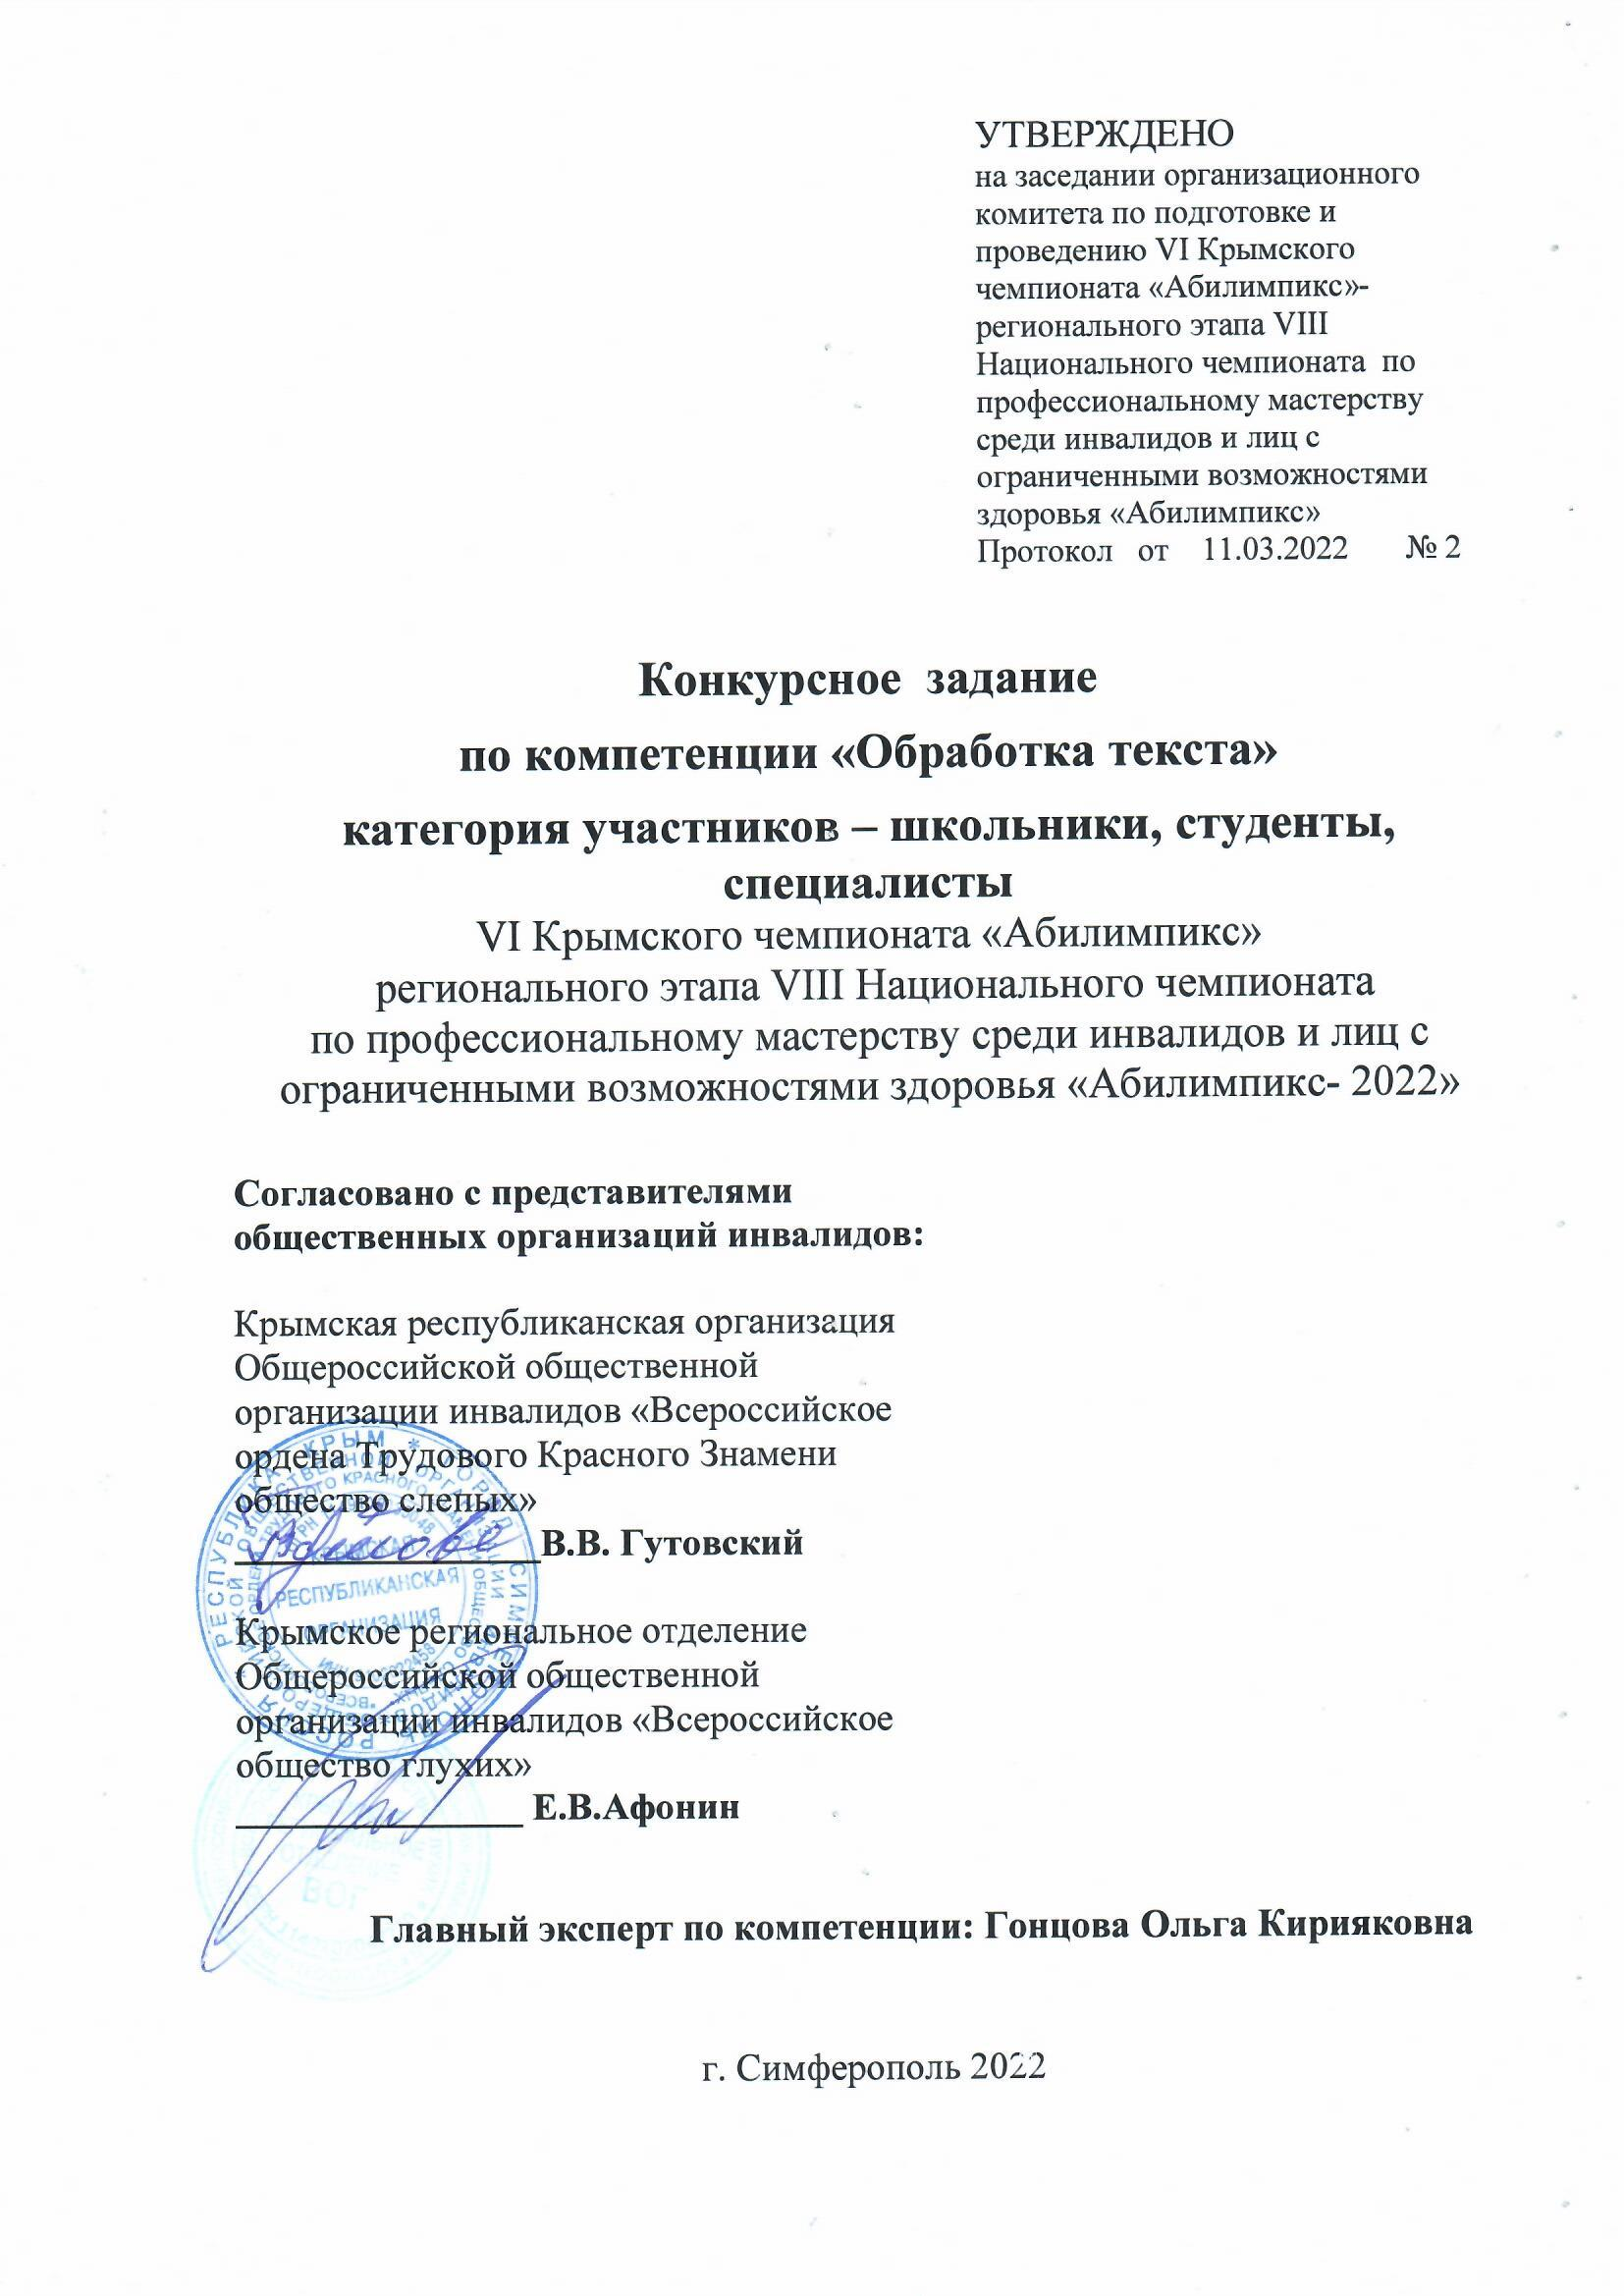 УТВЕРЖДЕНО
на заседании организационного
комитета по подготовке и
проведению VI Крымского
чемпионата «Абилимпикс»-
регионального этапа VIII
Национального чемпионата по
профессиональному мастерству
среди инвалидов и лиц с
ограниченными возможностями
здоровья «Абилимпикс»
Протокол от 11.03.2022 № 2
Конкурсное задание
по компетенции «Обработка текста»
категория участников – школьники, студенты,
специалисты
VI Крымского чемпионата «Абилимпикс»
регионального этапа VIII Национального чемпионата
по профессиональному мастерству среди инвалидов и лиц с
ограниченными возможностями здоровья «Абилимпикс- 2022»
Согласовано с представителями
общественных организаций инвалидов:
Крымская республиканская организация
Общероссийской общественной
организации инвалидов «Всероссийское
ордена Трудового Красного Знамени
общество слепых»
В.В. Гутовский
КРЫМСКАЯ
РЕСПУБЛИКАНСКАЯ
ОРГАНИЗАЦИЯ
Крымское региональное отделение
Общероссийской общественной
организации инвалидов «Всероссийское
общество глухих»
Е.В.Афонин
ВОГ
Главный эксперт по компетенции: Гонцова Ольга Кирияковна
г. Симферополь 2022